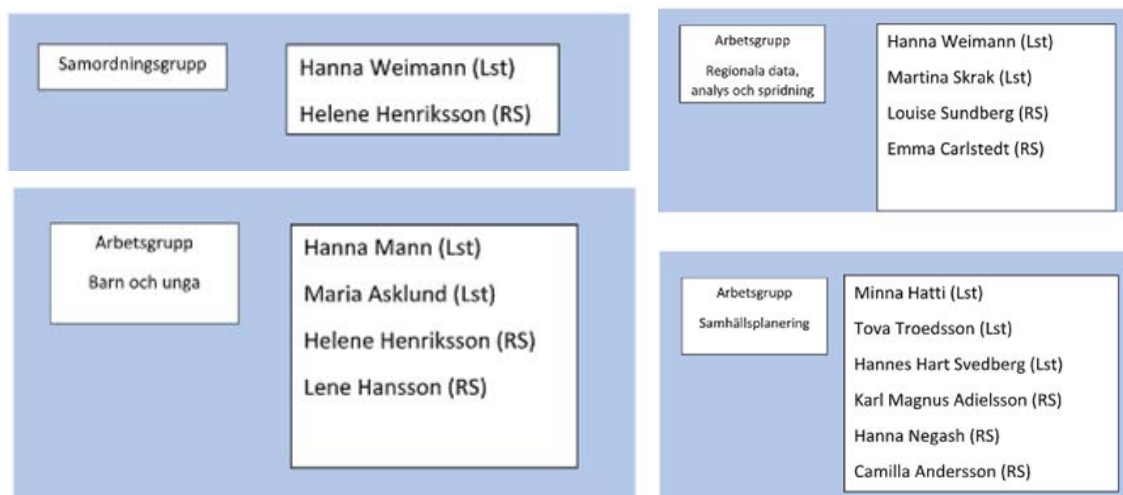 Samordningsgrupp
Hanna Weimann (Lst)
Helene Henriksson (RS)
Arbetsgrupp
Barn och unga
Hanna Mann (Lst)
Maria Asklund (Lst)
Helene Henriksson (RS)
Lene Hansson (RS)
Arbetsgrupp
Regionala data,
analys och spridning
Hanna Weimann (Lst)
Martina Skrak (Lst)
Louise Sundberg (RS)
Emma Carlstedt (RS)
Arbetsgrupp
Samhällsplanering
Minna Hatti (Lst)
Tova Troedsson (Lst)
Hannes Hart Svedberg (Lst)
Karl Magnus Adielsson (RS)
Hanna Negash (RS)
Camilla Andersson (RS)